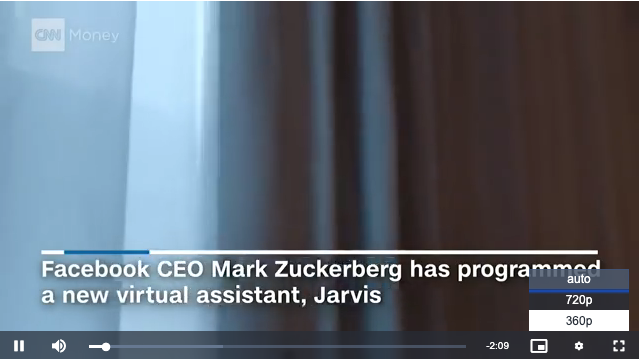 CNN Money
Facebook CEO Mark Zuckerberg has programmed
a new virtual assistant, Jarvis
auto
720p
360p
-2:09